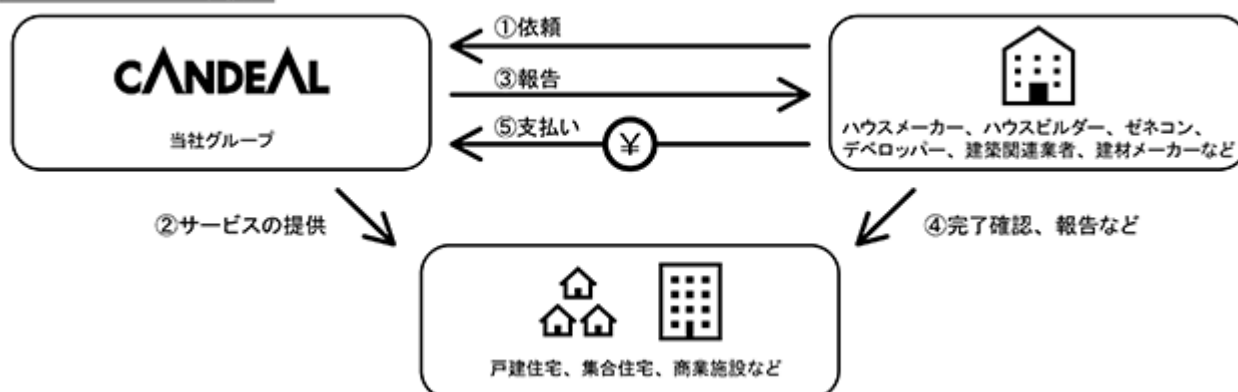 CANDEAL
当社グループ
①依頼
③報告
⑤支払い
¥
ハウスメーカー、ハウスビルダー、ゼネコン、
デベロッパー、建築関連業者、建材メーカーなど
②サービスの提供
④完了確認、報告など
戸建住宅、集合住宅、商業施設など